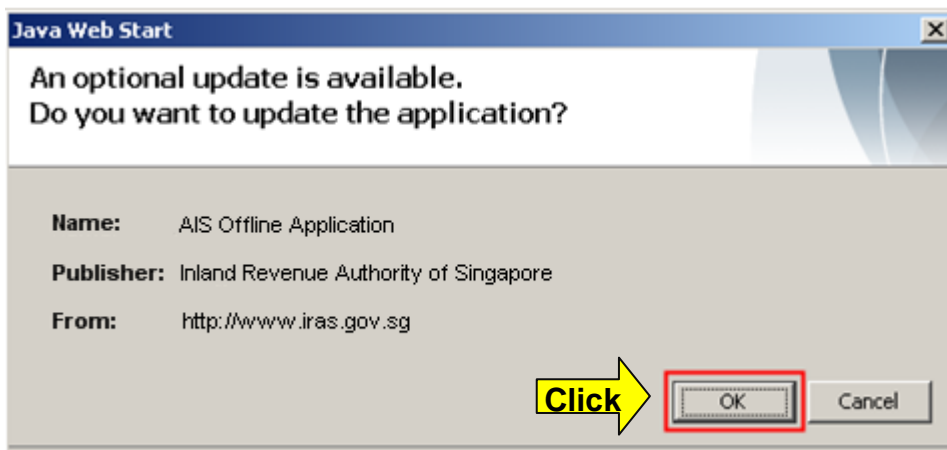 Java Web Start
An optional update is available.
Do you want to update the application?
Name: AIS Offline Application
Publisher: Inland Revenue Authority of Singapore
From: http://www.iras.gov.sg
Click OK Cancel